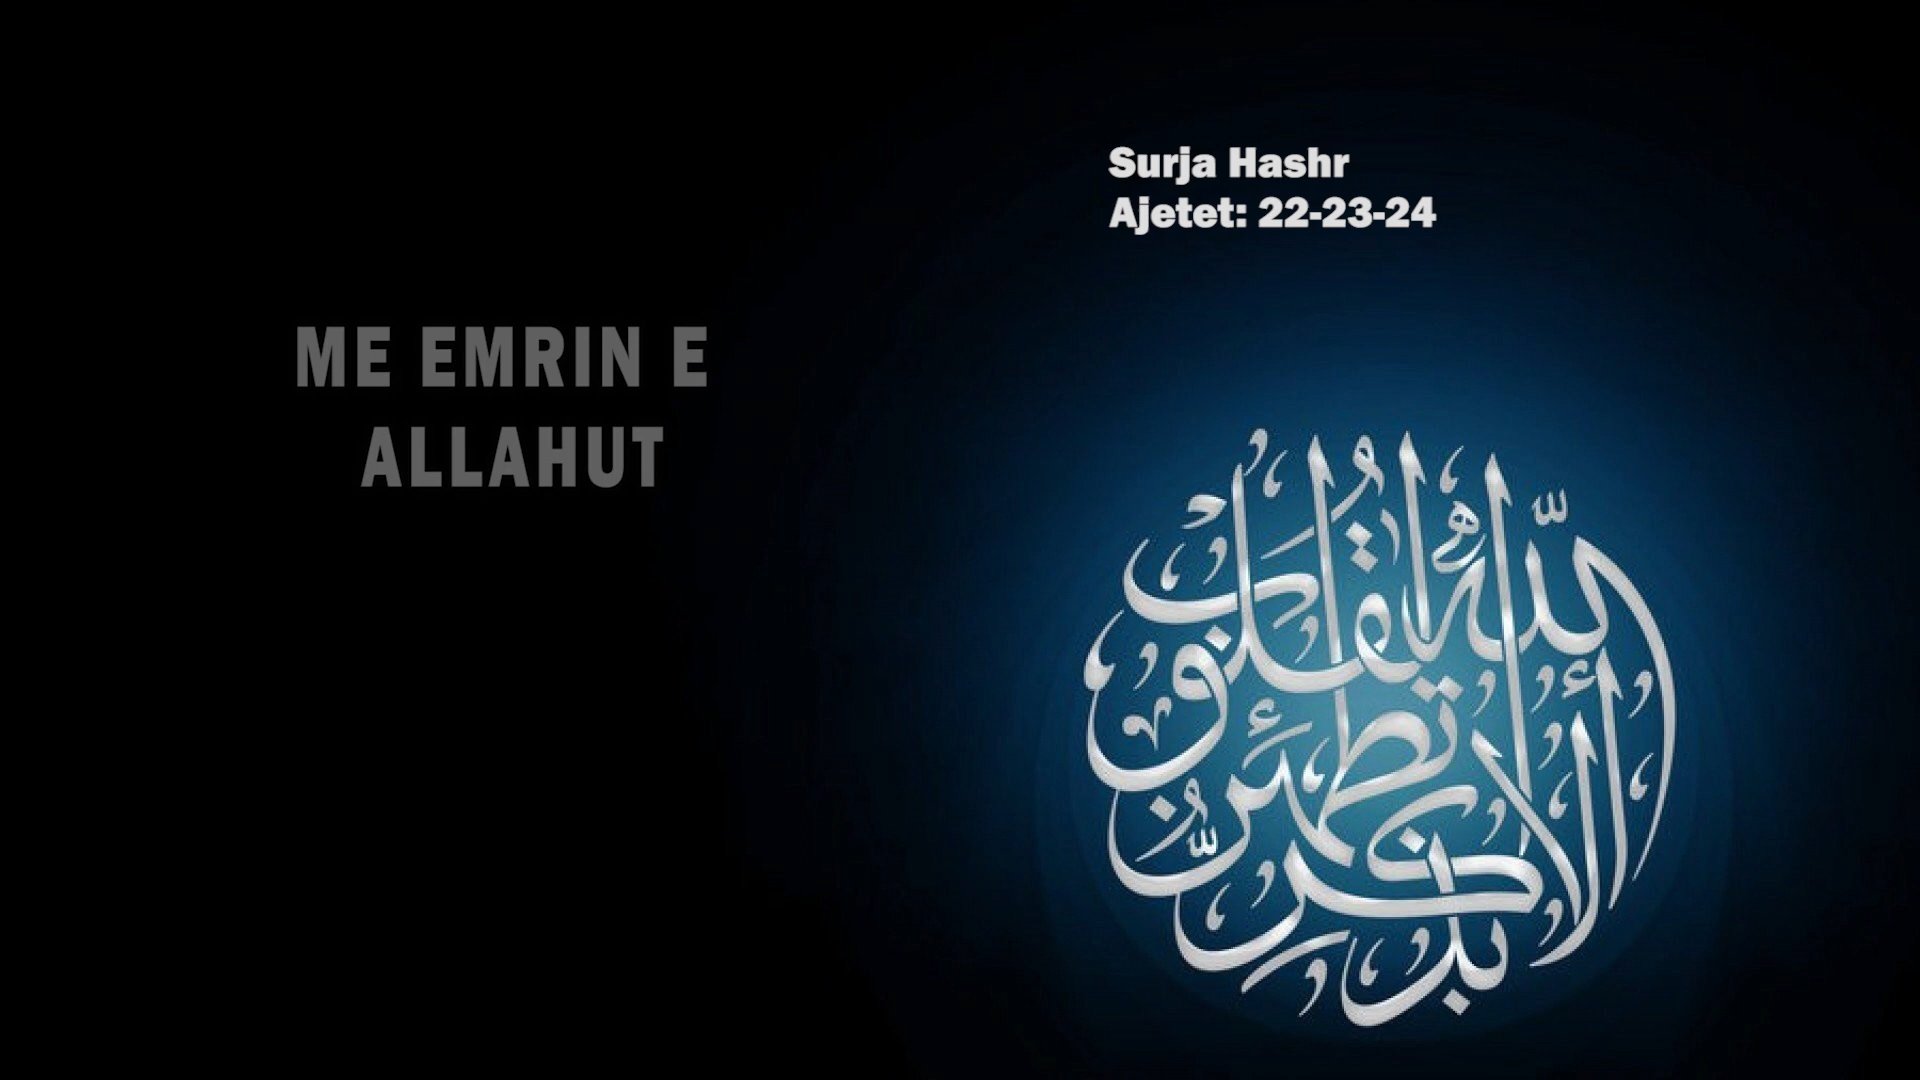 Surja Hashr
Ajetet: 22-23-24
ME EMRIN E
ALLAHUT
ألا بذكر الله تطمئن القلوب